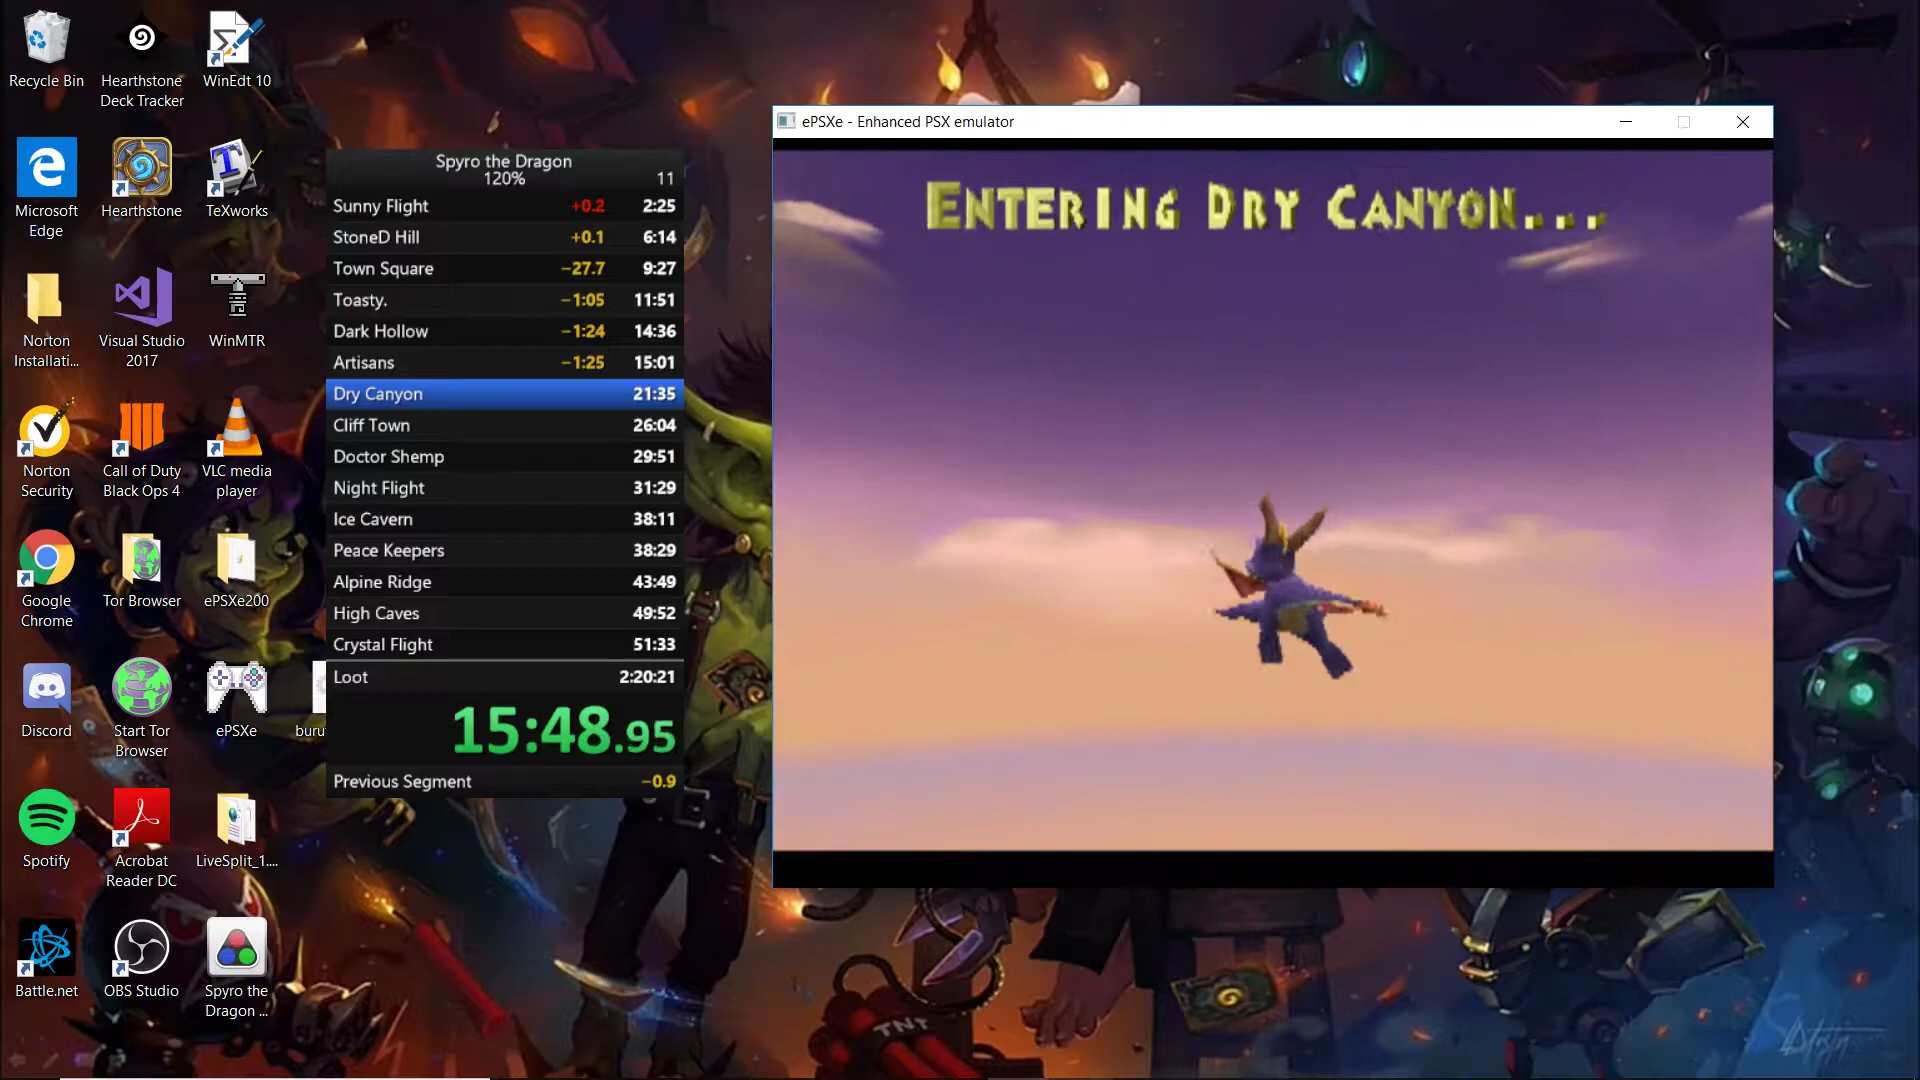 Recycle Bin
Hearthstone
Deck Tracker
WinEdt 10
Microsoft
Edge
Hearthstone
TeXworks
Norton
Installati...
Visual Studio
2017
WinMTR
Norton
Security
Call of Duty
Black Ops 4
VLC media
player
Google
Chrome
Tor Browser
ePSXe200
Discord
Start Tor
Browser
ePSXe
buru
Spotify
Acrobat
Reader DC
LiveSplit_1....
Battle.net
OBS Studio
Spyro the
Dragon ...
Spyro the Dragon
120% 11
Sunny Flight +0.2 2:25
StoneD Hill +0.1 6:14
Town Square −27.7 9:27
Toasty. −1:05 11:51
Dark Hollow −1:24 14:36
Artisans −1:25 15:01
Dry Canyon 21:35
Cliff Town 26:04
Doctor Shemp 29:51
Night Flight 31:29
Ice Cavern 38:11
Peace Keepers 38:29
Alpine Ridge 43:49
High Caves 49:52
Crystal Flight 51:33
Loot 2:20:21
15:48.95
Previous Segment −0.9
ePSXe - Enhanced PSX emulator
ENTERING DRY CANYON...
TNT